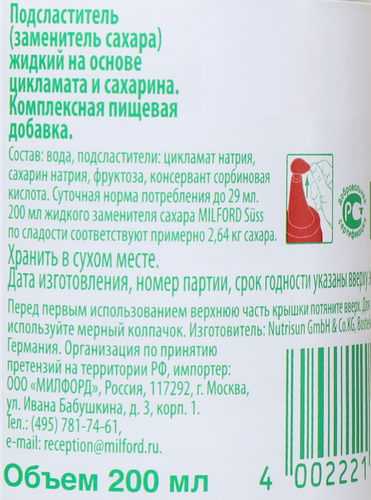 Подсластитель
(заменитель сахара)
жидкий на основе
цикламата и сахарина.
Комплексная пищевая
добавка.
Состав: вода, подсластители: цикламат натрия,
сахарин натрия, фруктоза, консервант сорбиновая
кислота. Суточная норма потребления до 29 мл.
200 мл жидкого заменителя сахара MILFORD Süss
по сладости соответствуют примерно 2,64 кг сахара.
Хранить в сухом месте.
Дата изготовления, номер партии, срок годности указаны вверху
Перед первым использованием верхнюю часть крышки потяните вверх.
используйте мерный колпачок. Изготовитель: Nutrisun GmbH & Co.KG,
Германия. Организация по принятию
претензий на территории РФ, импортер:
ООО «МИЛФОРД», Россия, 117292, г. Москва,
ул. Ивана Бабушкина, д. 3, корп. 1.
Тел.: (495) 781-74-61,
e-mail: reception@milford.ru
Объем 200 мл
4 002221
Добровольная
РСТ
сертификация